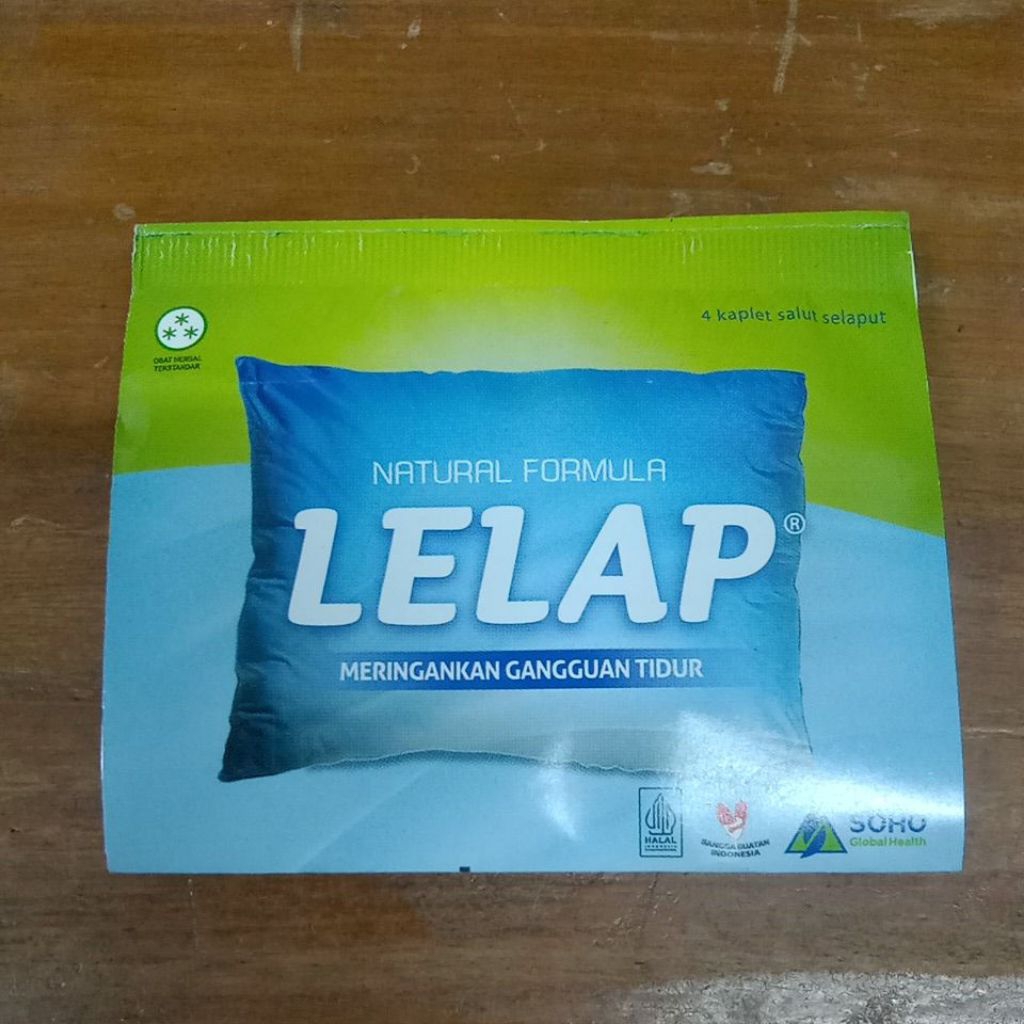 4 kaplet salut selaput
OBAT HERBAL
TERSTANDAR
NATURAL FORMULA
LELAP®
MERINGANKAN GANGGUAN TIDUR
HALAL
INDONESIA
BANGGA BUATAN
INDONESIA
SOHO
Global Health